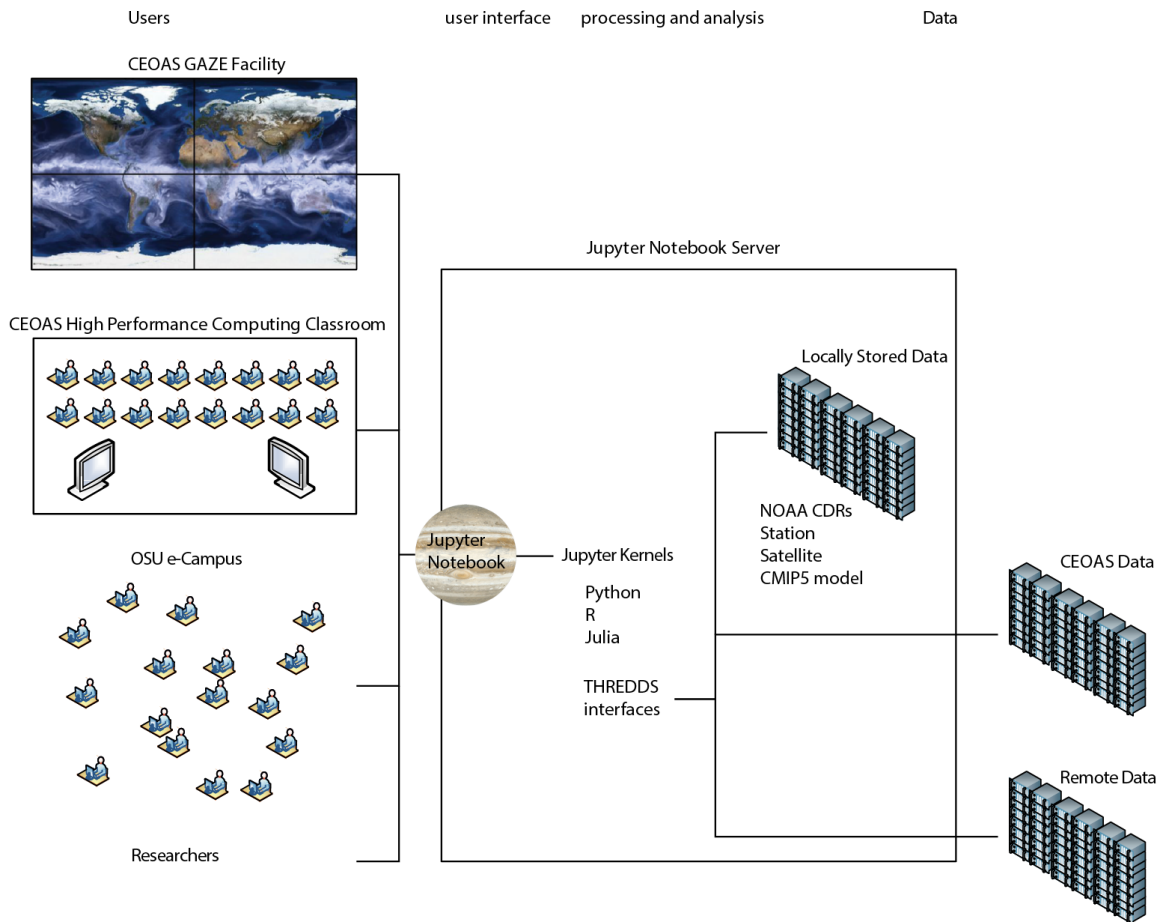 Users
user interface
processing and analysis
Data
CEOAS GAZE Facility
CEOAS High Performance Computing Classroom
OSU e-Campus
Researchers
Jupyter Notebook Server
Jupyter
Notebook
Jupyter Kernels
Python
R
Julia
THREDDS
interfaces
Locally Stored Data
NOAA CDRs
Station
Satellite
CMIP5 model
CEOAS Data
Remote Data